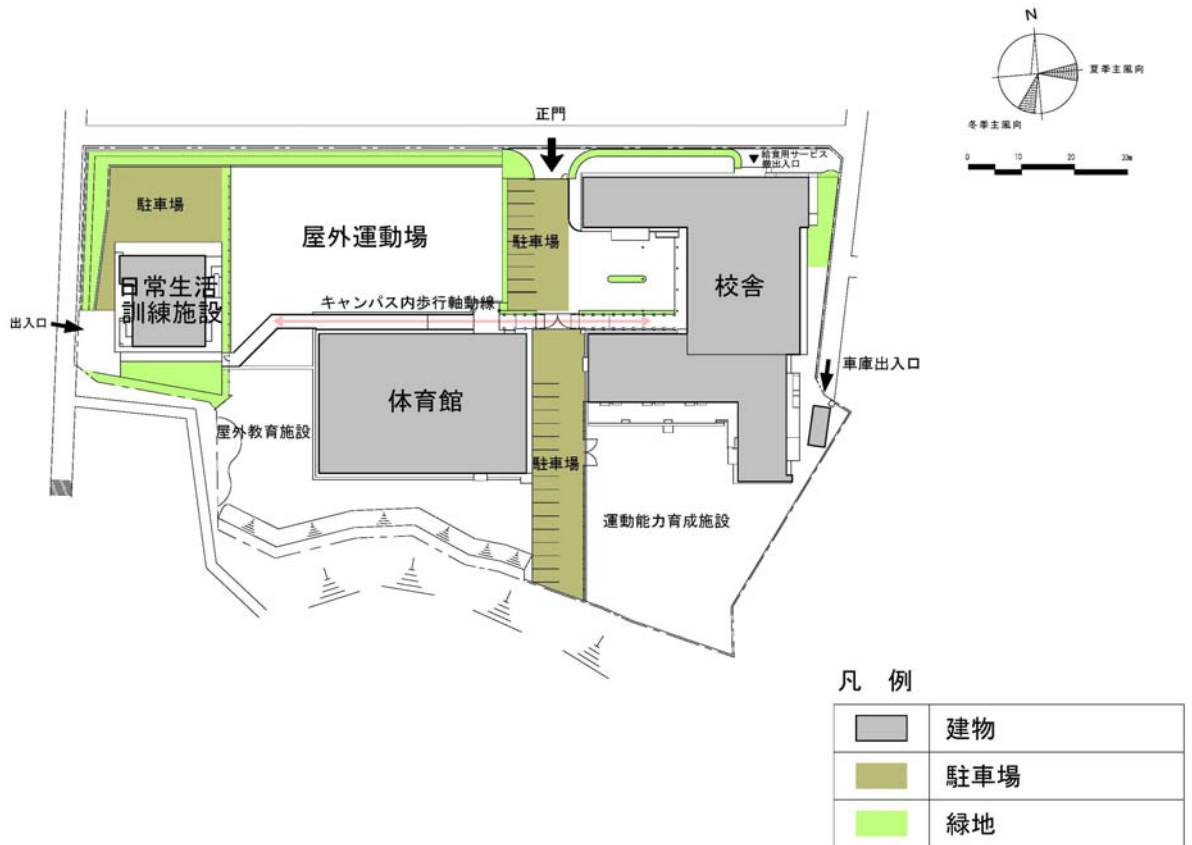 N
夏季主風向
冬季主風向
0 10 20 30m
正門
給食用サービス
搬出入口
駐車場
屋外運動場
駐車場
校舎
日常生活
訓練施設
キャンパス内歩行軸動線
出入口
車庫出入口
体育館
屋外教育施設
駐車場
運動能力育成施設
凡 例
建物
駐車場
緑地